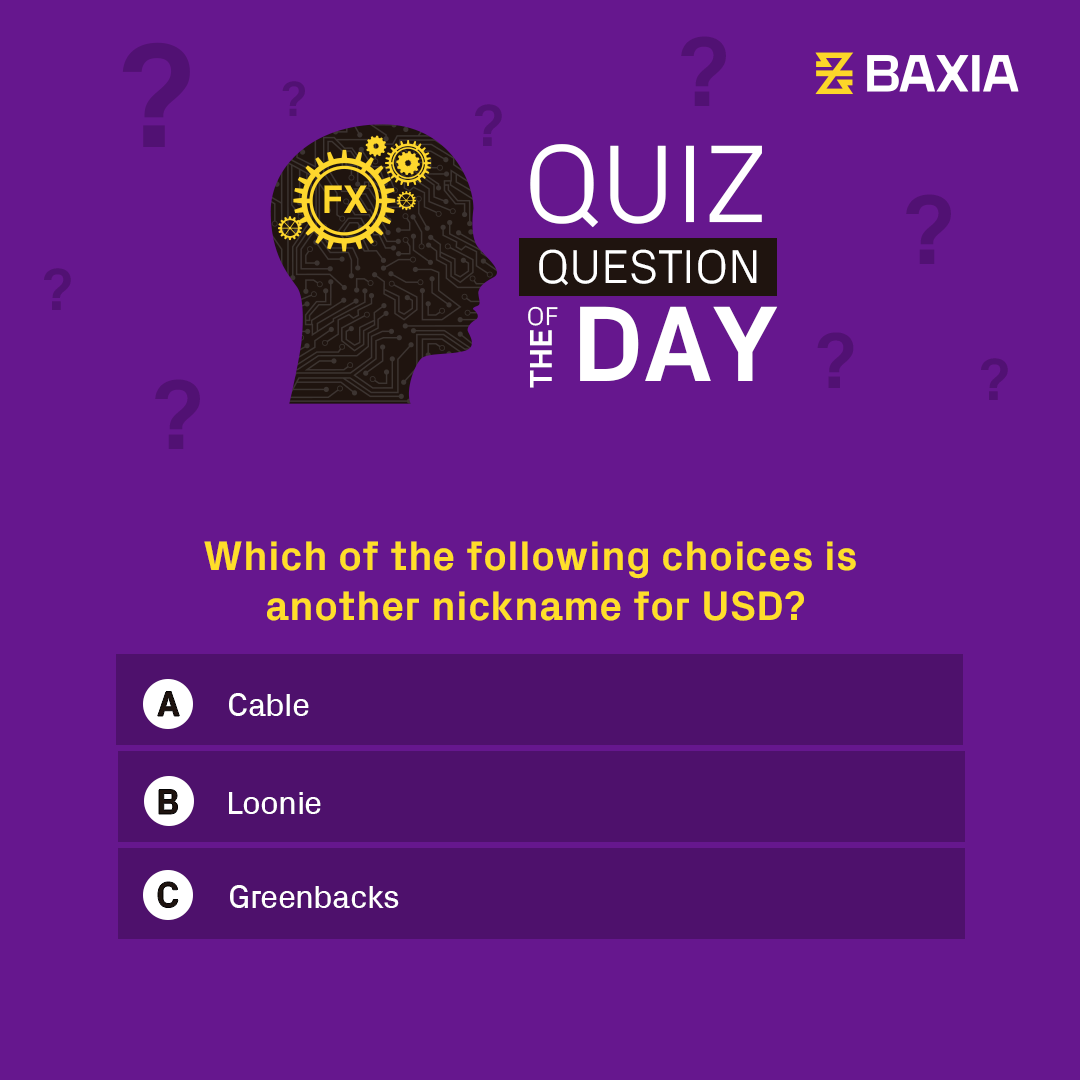 BAXIA
FX
QUIZ
QUESTION
OF THE
DAY
Which of the following choices is
another nickname for USD?
A Cable
B Loonie
C Greenbacks